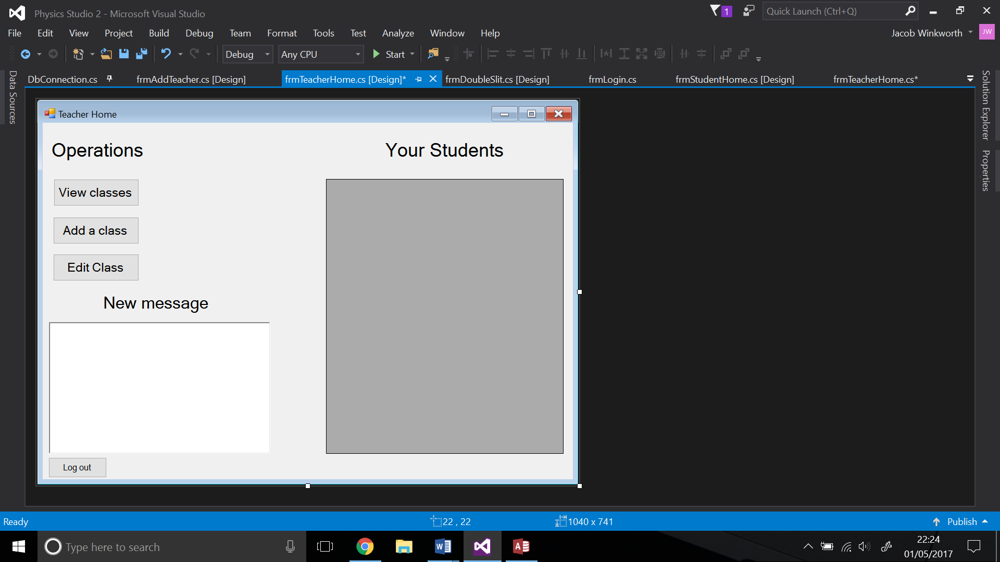 Physics Studio 2 - Microsoft Visual Studio
1
Quick Launch (Ctrl+Q)
File Edit View Project Build Debug Team Format Tools Test Analyze Window Help
Jacob Winkworth JW
Debug Any CPU Start
DbConnection.cs frmAddTeacher.cs [Design] frmTeacherHome.cs [Design]* frmDoubleSlit.cs [Design] frmLogin.cs frmStudentHome.cs [Design] frmTeacherHome.cs*
Data Sources
Solution Explorer
Properties
Teacher Home
Operations
Your Students
View classes
Add a class
Edit Class
New message
Log out
Ready
22 , 22
1040 x 741
Publish
Type here to search
22:24
01/05/2017